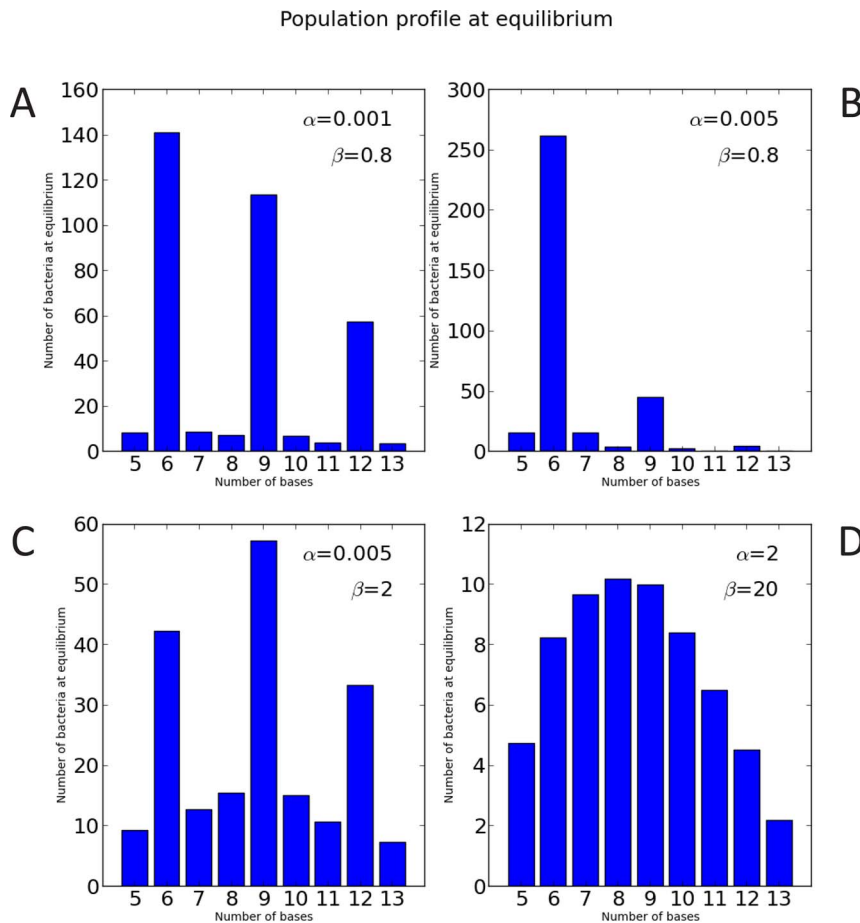 Population profile at equilibrium
A
Number of bacteria at equilibrium
160
140
120
100
80
60
40
20
0
α=0.001
β=0.8
5 6 7 8 9 10 11 12 13
Number of bases
B
Number of bacteria at equilibrium
300
250
200
150
100
50
0
α=0.005
β=0.8
5 6 7 8 9 10 11 12 13
Number of bases
C
Number of bacteria at equilibrium
60
50
40
30
20
10
0
α=0.005
β=2
5 6 7 8 9 10 11 12 13
Number of bases
D
Number of bacteria at equilibrium
12
10
8
6
4
2
0
α=2
β=20
5 6 7 8 9 10 11 12 13
Number of bases